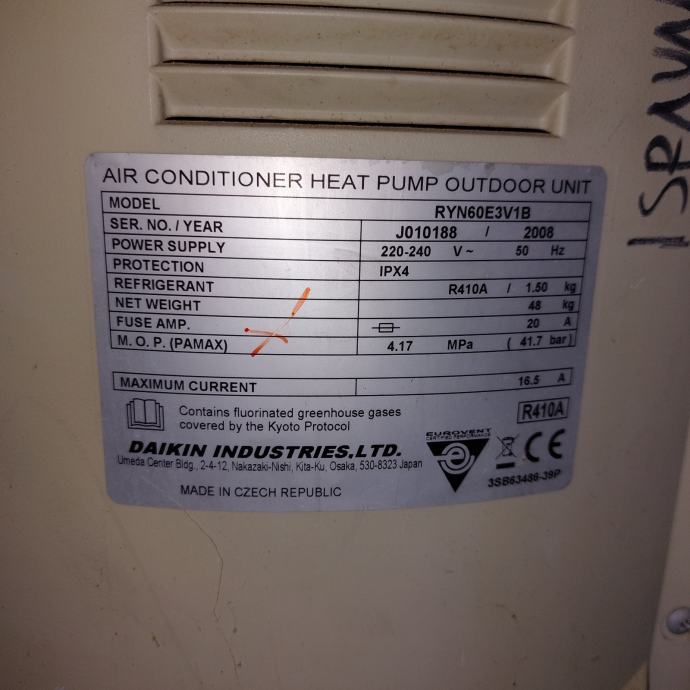 AIR CONDITIONER HEAT PUMP OUTDOOR UNIT
MODEL RYN60E3V1B
SER. NO. / YEAR J010188 / 2008
POWER SUPPLY 220-240 V ~ 50 Hz
PROTECTION IPX4
REFRIGERANT R410A / 1.50 kg
NET WEIGHT 48 kg
FUSE AMP. 20 A
M. O. P. (PAMAX) 4.17 MPa ( 41.7 bar)
MAXIMUM CURRENT 16.5 A
Contains fluorinated greenhouse gases
covered by the Kyoto Protocol
R410A
DAIKIN INDUSTRIES,LTD.
Umeda Center Bldg., 2-4-12, Nakazaki-Nishi, Kita-Ku, Osaka, 530-8323 Japan
MADE IN CZECH REPUBLIC
EUROVENT
CERTIFIED PERFORMANCE
CE
3SB63486-39P